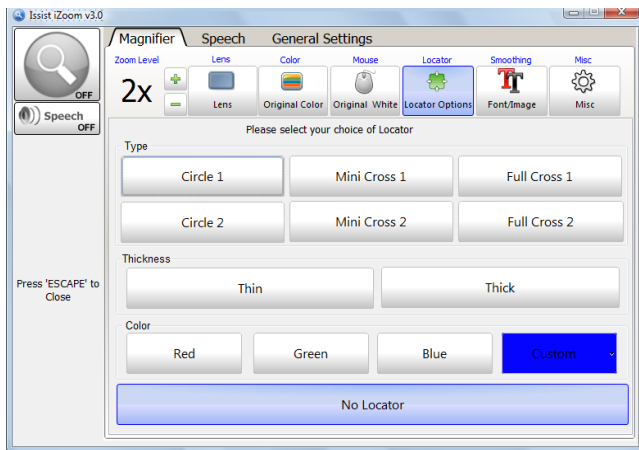 Issist iZoom v3.0
Magnifier Speech General Settings
Zoom Level Lens Color Mouse Locator Smoothing Misc
OFF
2x
Lens Original Color Original White Locator Options Font/Image Misc
Speech
OFF
Please select your choice of Locator
Type
Circle 1 Mini Cross 1 Full Cross 1
Circle 2 Mini Cross 2 Full Cross 2
Thickness
Press 'ESCAPE' to
Close
Thin Thick
Color
Red Green Blue Custom
No Locator